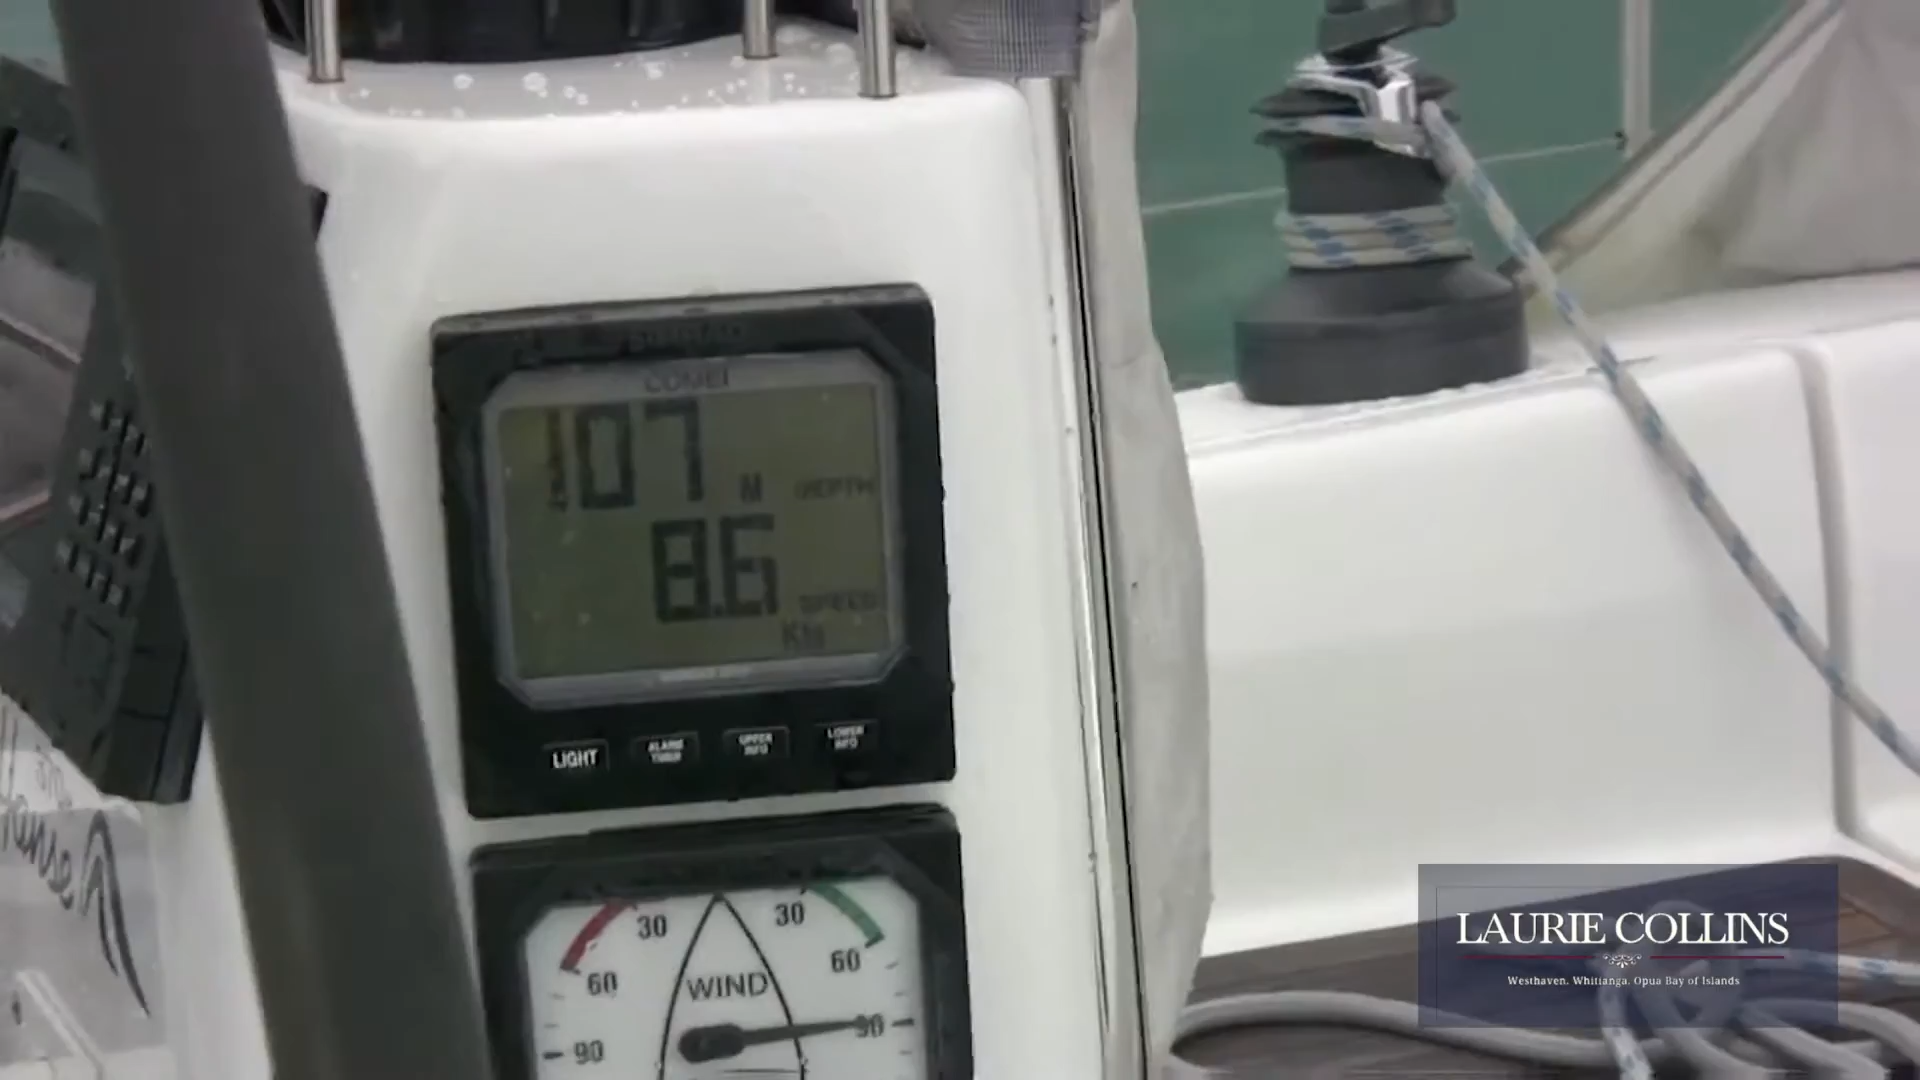 COMBI
107 M DEPTH
8.6 SPEED
Kts
LIGHT
ALARM TIMER
UPPER INFO
LOWER INFO
30 30
60 60
WIND
90 90
LAURIE COLLINS
Westhaven. Whitianga. Opua Bay of Islands